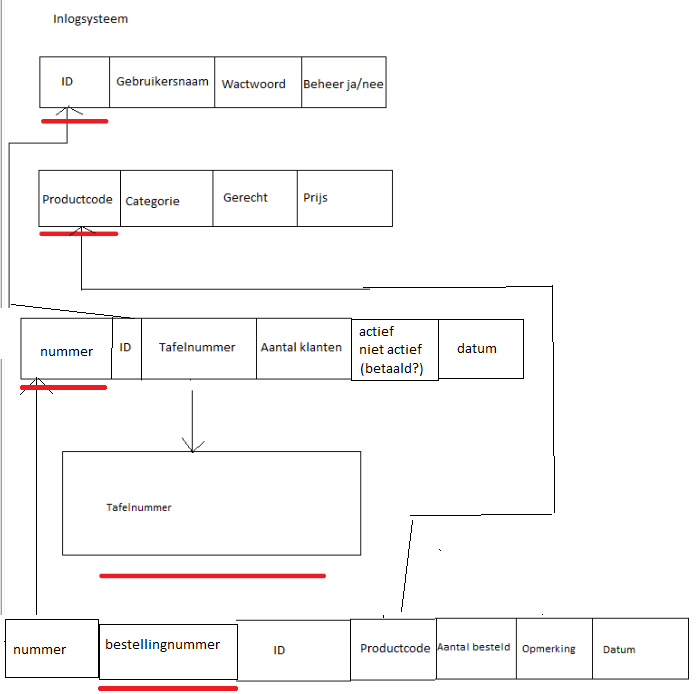 Inlogsysteem
ID Gebruikersnaam Wactwoord Beheer ja/nee
Productcode Categorie Gerecht Prijs
nummer ID Tafelnummer Aantal klanten actief
niet actief
(betaald?) datum
Tafelnummer
nummer bestellingnummer ID Productcode Aantal besteld Opmerking Datum